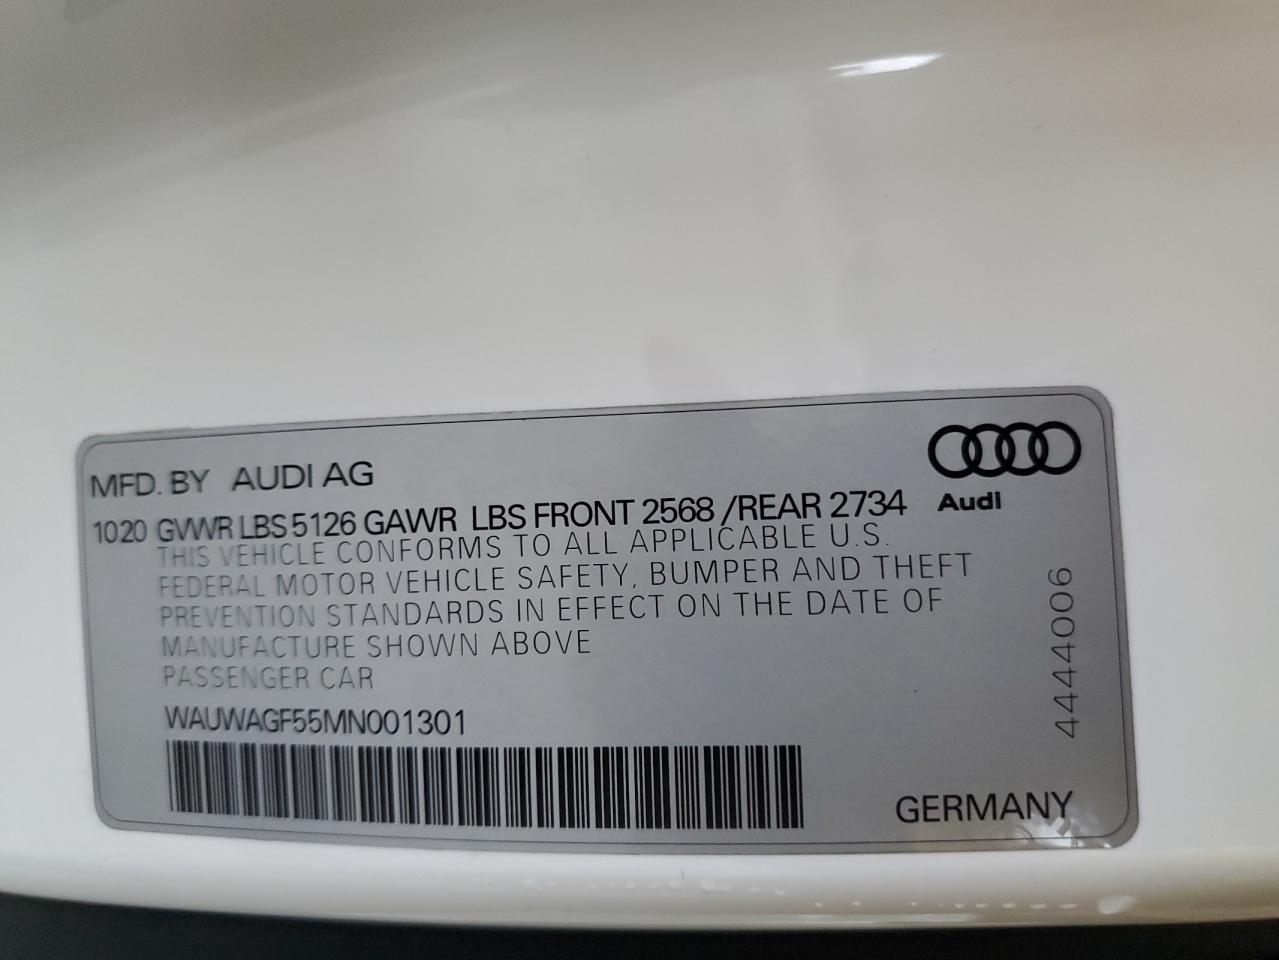 MFD. BY AUDI AG
Audi
1020 GVWR LBS 5126 GAWR LBS FRONT 2568 /REAR 2734
THIS VEHICLE CONFORMS TO ALL APPLICABLE U.S.
FEDERAL MOTOR VEHICLE SAFETY, BUMPER AND THEFT
PREVENTION STANDARDS IN EFFECT ON THE DATE OF
MANUFACTURE SHOWN ABOVE
PASSENGER CAR
WAUWAGF55MN001301
4444006
GERMANY